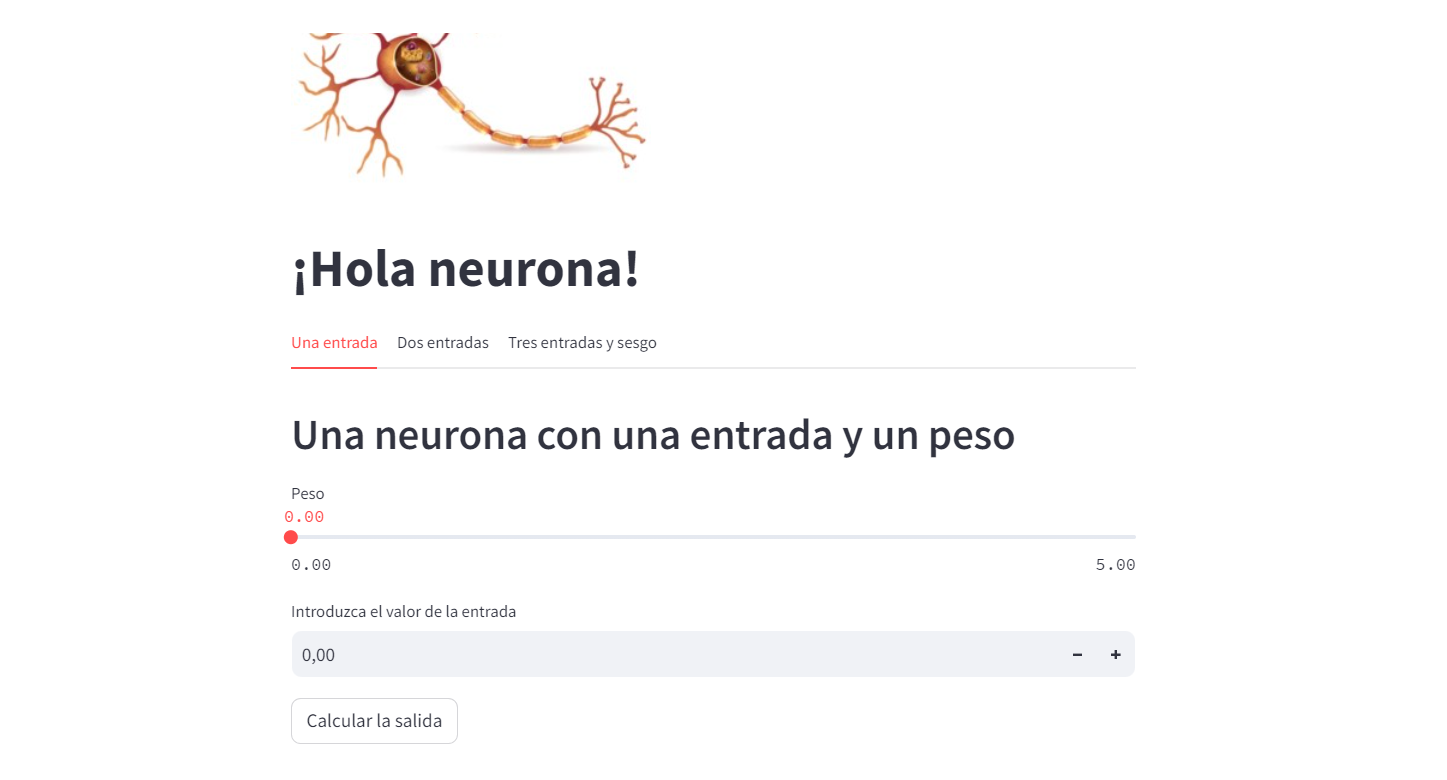 ¡Hola neurona!
Una entrada Dos entradas Tres entradas y sesgo
Una neurona con una entrada y un peso
Peso
0.00
0.00 5.00
Introduzca el valor de la entrada
0,00 − +
Calcular la salida